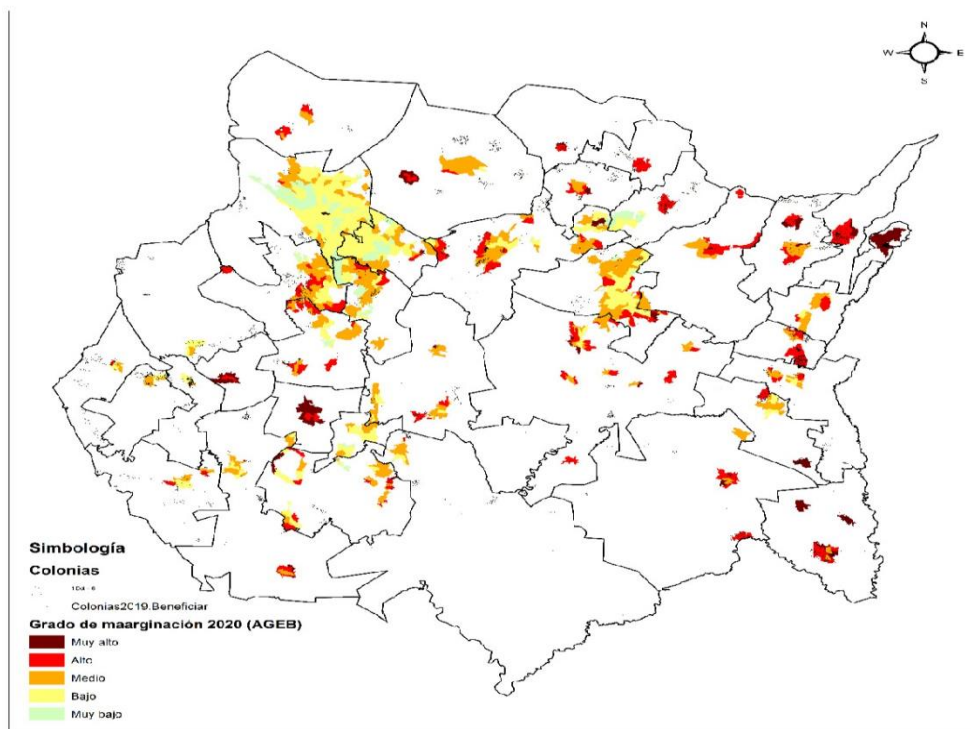 N
W E
S
Simbología
Colonias
Colonias2019.Beneficiar
Grado de maarginación 2020 (AGEB)
Muy alto
Alto
Medio
Bajo
Muy bajo